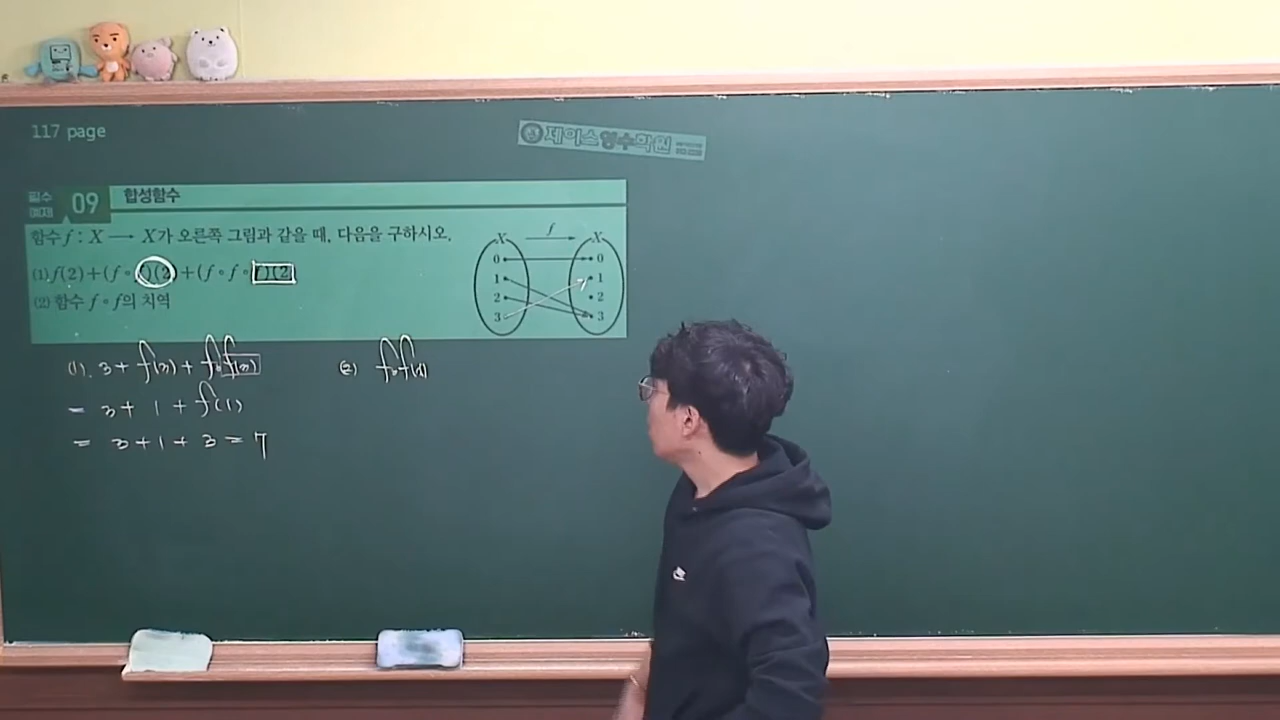 117 page
제이스영수학원
필수 예제 09 합성함수
함수 f : X → X가 오른쪽 그림과 같을 때, 다음을 구하시오.
(1) f(2)+(f∘f)(2)+(f∘f∘f)(2)
(2) 함수 f∘f의 치역
X f X
0 0
1 1
2 2
3 3
(1). 3 + f(3) + f∘f(3)
= 3 + 1 + f(1)
= 3 + 1 + 3 = 7
(2) f∘f(x)